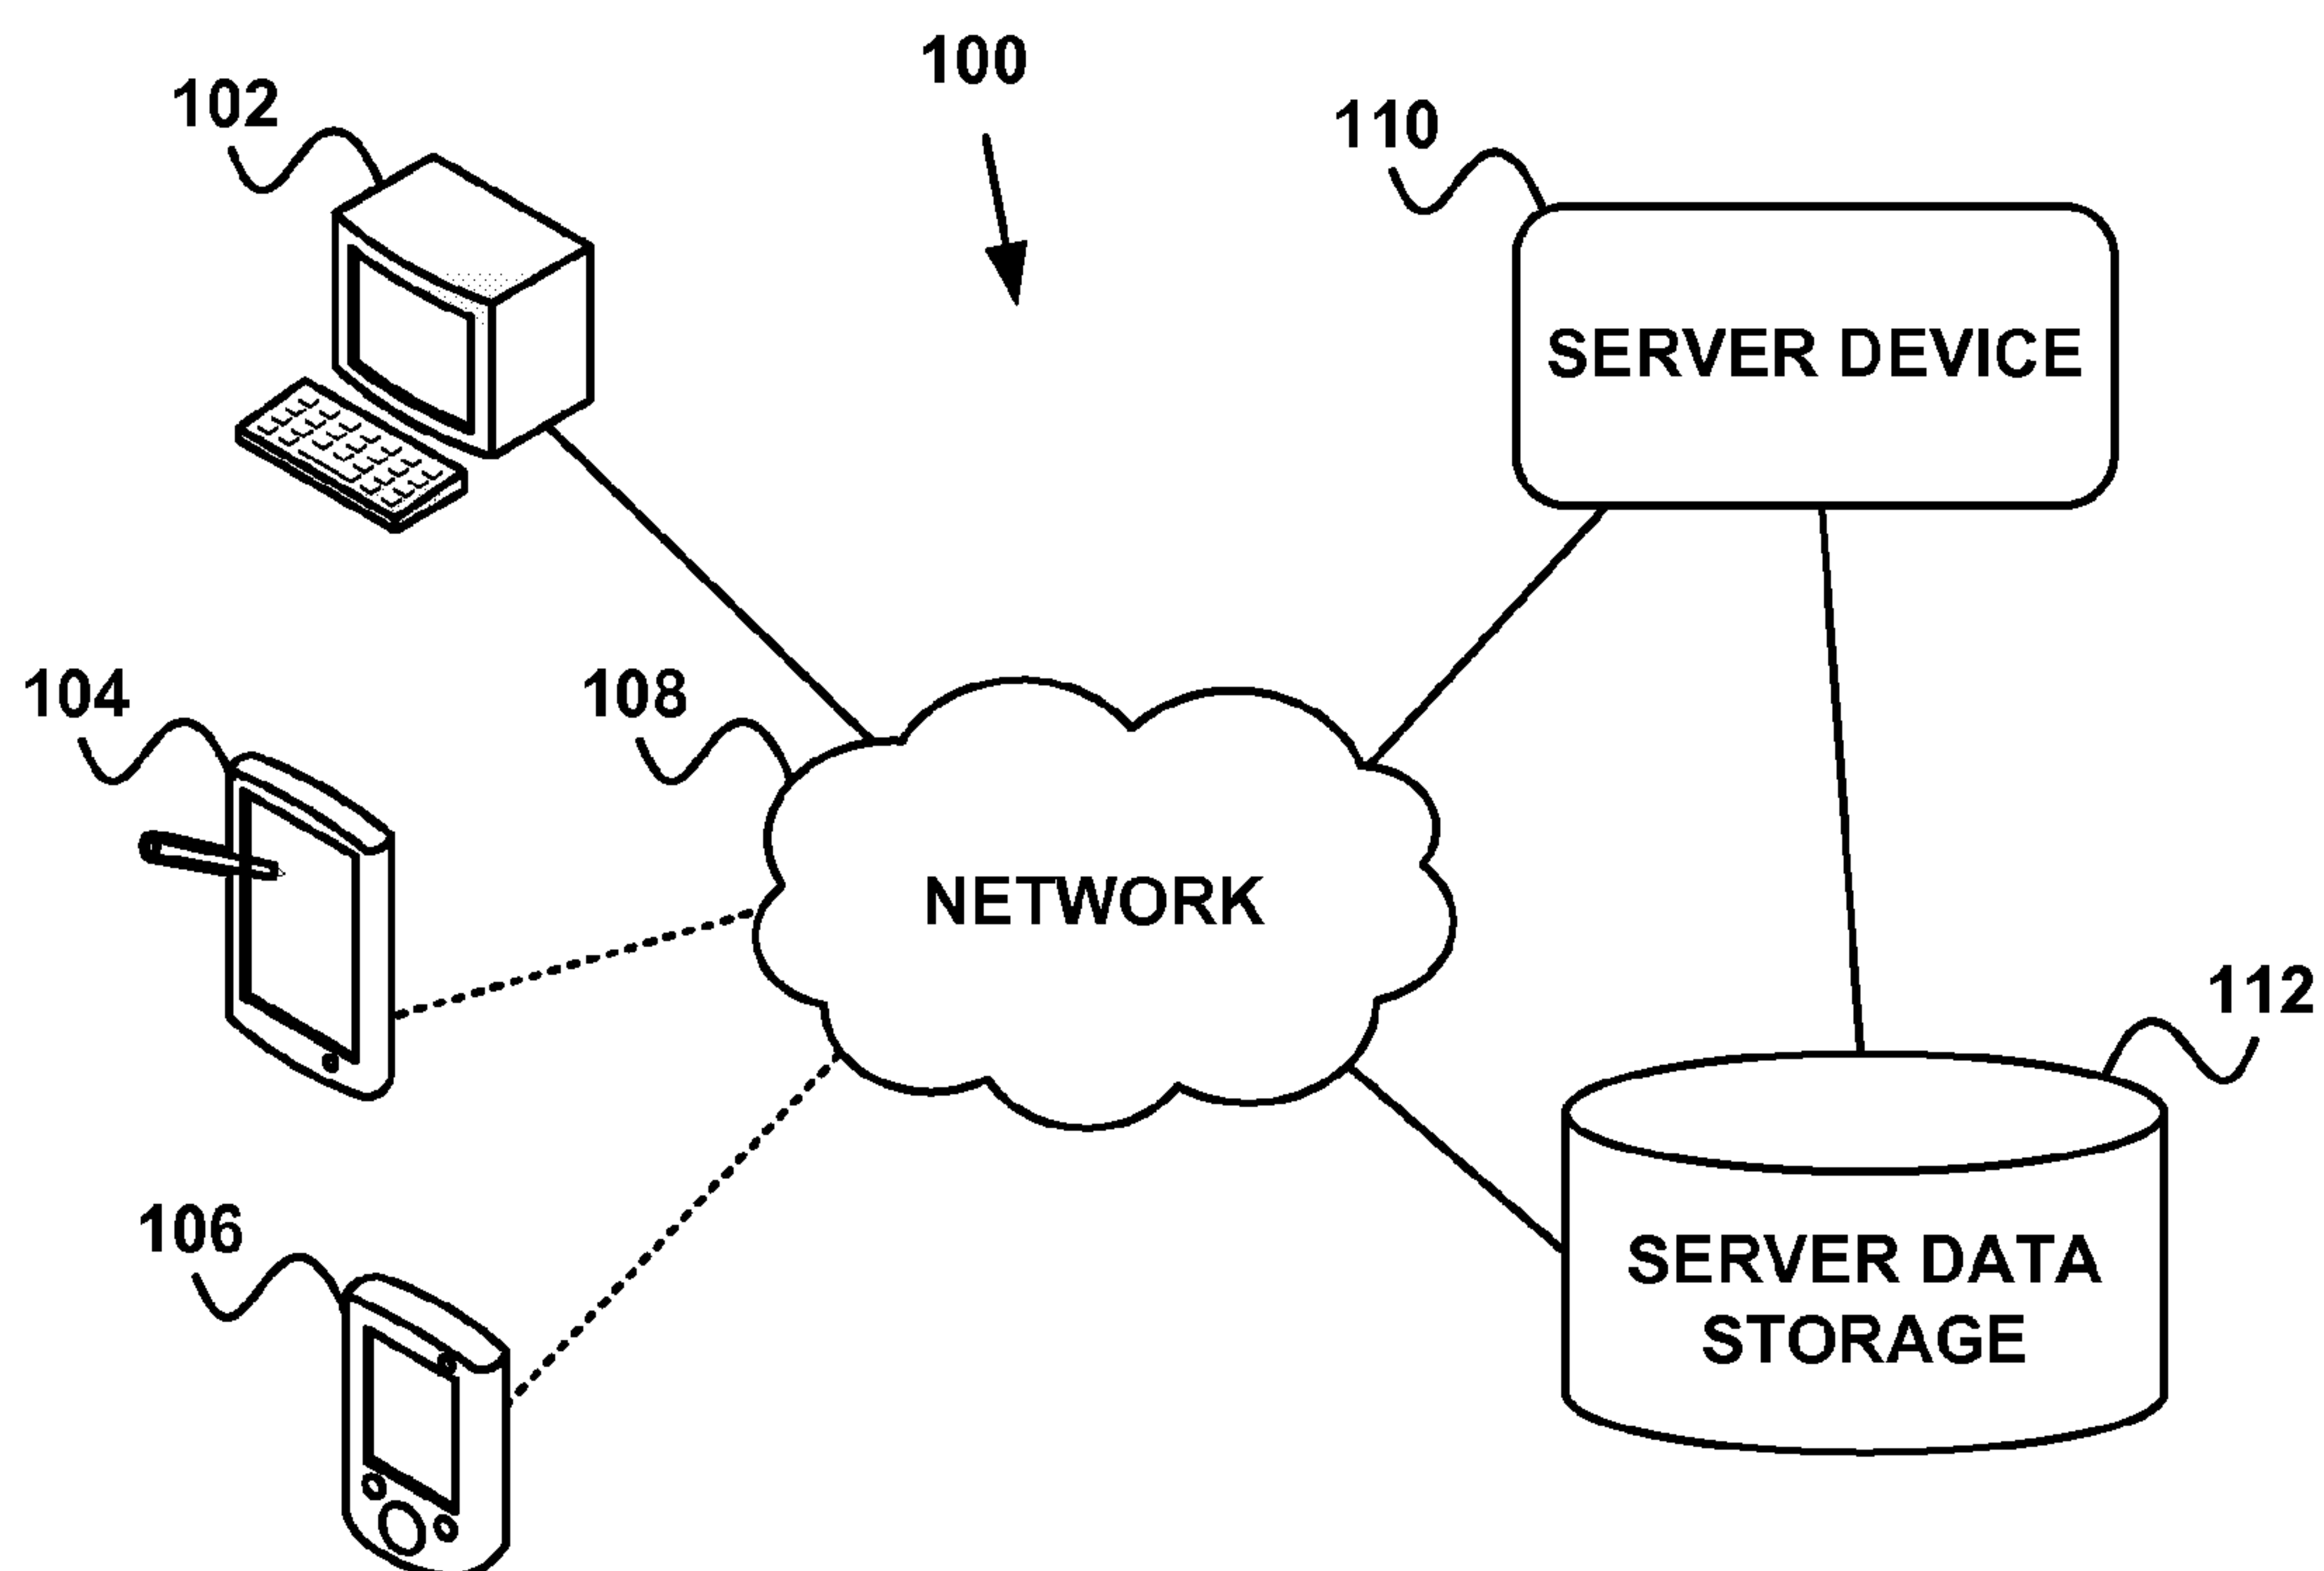 100
102
110
SERVER DEVICE
104
108
NETWORK
112
106
SERVER DATA
STORAGE